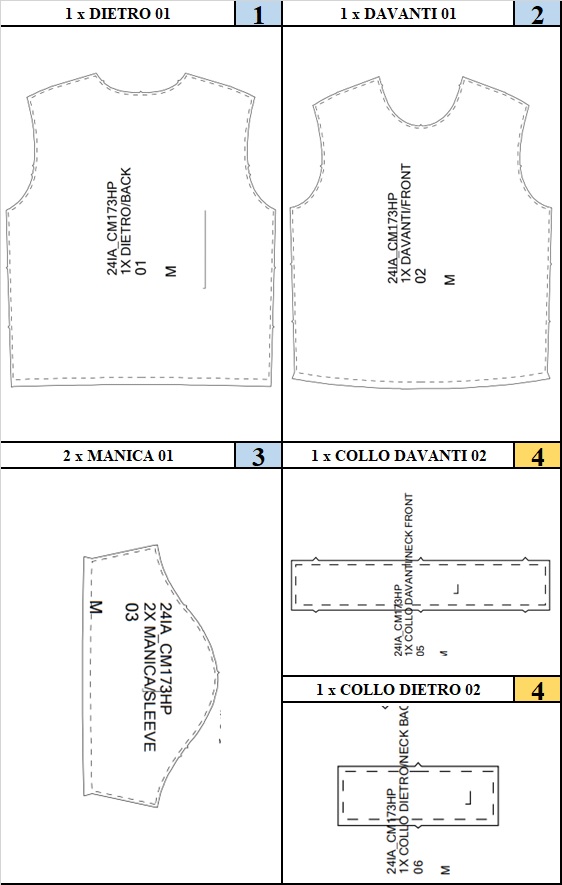 1 x DIETRO 01
1
24IA_CM173HP
1X DIETRO/BACK
01
M
1 x DAVANTI 01
2
24IA_CM173HP
1X DAVANTI/FRONT
02
M
2 x MANICA 01
3
24IA_CM173HP
2X MANICA/SLEEVE
03
M
1 x COLLO DAVANTI 02
4
24IA_CM173HP
1X COLLO DAVANTI/NECK FRONT
05
M
1 x COLLO DIETRO 02
4
24IA_CM173HP
1X COLLO DIETRO/NECK BAC
06
M